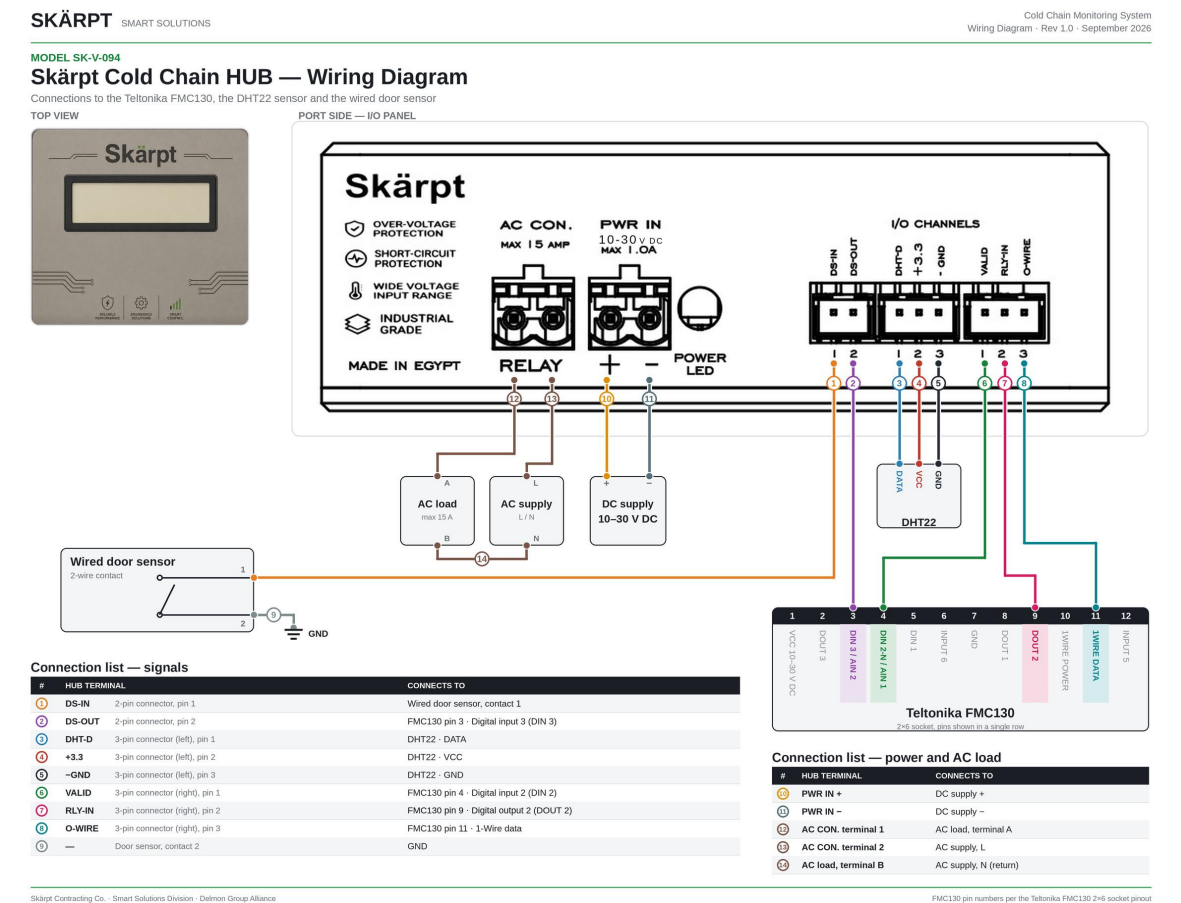 SKÄRPT SMART SOLUTIONS
Cold Chain Monitoring System
Wiring Diagram · Rev 1.0 · September 2026
MODEL SK-V-094
Skärpt Cold Chain HUB — Wiring Diagram
Connections to the Teltonika FMC130, the DHT22 sensor and the wired door sensor
TOP VIEW
PORT SIDE — I/O PANEL
Skärpt
RELIABLE PERFORMANCE
ENGINEERED SOLUTIONS
SMART CONTROL
Skärpt
OVER-VOLTAGE
PROTECTION
SHORT-CIRCUIT
PROTECTION
WIDE VOLTAGE
INPUT RANGE
INDUSTRIAL
GRADE
MADE IN EGYPT
AC CON.
MAX 15 AMP
RELAY
PWR IN
10-30 V DC
MAX 1.0A
+ −
POWER
LED
I/O CHANNELS
DS-IN
DS-OUT
DHT-D
+3.3
- GND
VALID
RLY-IN
O-WIRE
1 2 1 2 3 1 2 3
1 2 3 4 5 6 7 8
12 13 10 11
A
AC load
max 15 A
B
L
AC supply
L / N
N
14
+ −
DC supply
10–30 V DC
DATA
VCC
GND
DHT22
Wired door sensor
2-wire contact
1
2
9
GND
1 2 3 4 5 6 7 8 9 10 11 12
VCC 10–30 V DC
DOUT 3
DIN 3 / AIN 2
DIN 2-N / AIN 1
DIN 1
INPUT 6
GND
DOUT 1
DOUT 2
1WIRE POWER
1WIRE DATA
INPUT 5
Teltonika FMC130
2×6 socket, pins shown in a single row
Connection list — signals
# HUB TERMINAL CONNECTS TO
1 DS-IN 2-pin connector, pin 1 Wired door sensor, contact 1
2 DS-OUT 2-pin connector, pin 2 FMC130 pin 3 · Digital input 3 (DIN 3)
3 DHT-D 3-pin connector (left), pin 1 DHT22 · DATA
4 +3.3 3-pin connector (left), pin 2 DHT22 · VCC
5 −GND 3-pin connector (left), pin 3 DHT22 · GND
6 VALID 3-pin connector (right), pin 1 FMC130 pin 4 · Digital input 2 (DIN 2)
7 RLY-IN 3-pin connector (right), pin 2 FMC130 pin 9 · Digital output 2 (DOUT 2)
8 O-WIRE 3-pin connector (right), pin 3 FMC130 pin 11 · 1-Wire data
9 — Door sensor, contact 2 GND
Connection list — power and AC load
# HUB TERMINAL CONNECTS TO
10 PWR IN + DC supply +
11 PWR IN − DC supply −
12 AC CON. terminal 1 AC load, terminal A
13 AC CON. terminal 2 AC supply, L
14 AC load, terminal B AC supply, N (return)
Skärpt Contracting Co. · Smart Solutions Division · Delmon Group Alliance
FMC130 pin numbers per the Teltonika FMC130 2×6 socket pinout